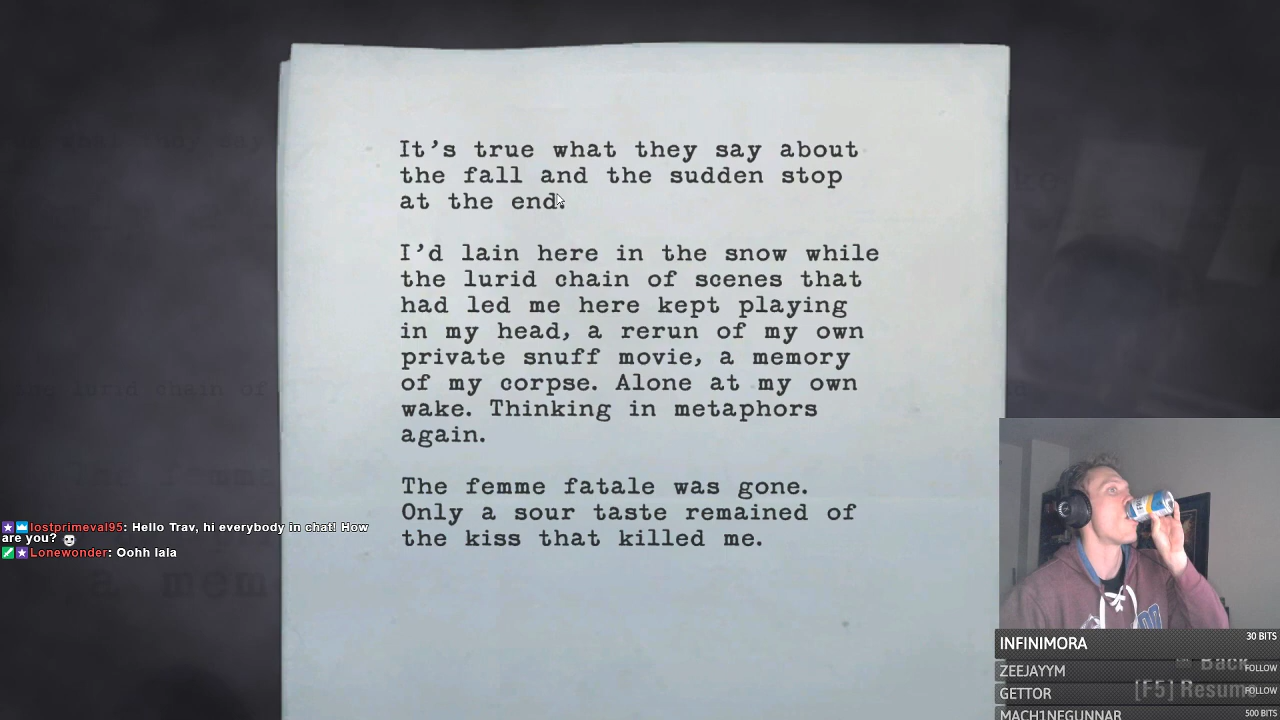 It's true what they say about
the fall and the sudden stop
at the end.
I'd lain here in the snow while
the lurid chain of scenes that
had led me here kept playing
in my head, a rerun of my own
private snuff movie, a memory
of my corpse. Alone at my own
wake. Thinking in metaphors
again.
The femme fatale was gone.
Only a sour taste remained of
the kiss that killed me.
lostprimeval95: Hello Trav, hi everybody in chat! How
are you?
Lonewonder: Oohh lala
INFINIMORA 30 BITS
ZEEJAYYM FOLLOW
GETTOR FOLLOW
MACH1NEGUNNAR 500 BITS
Back
[F5] Resume